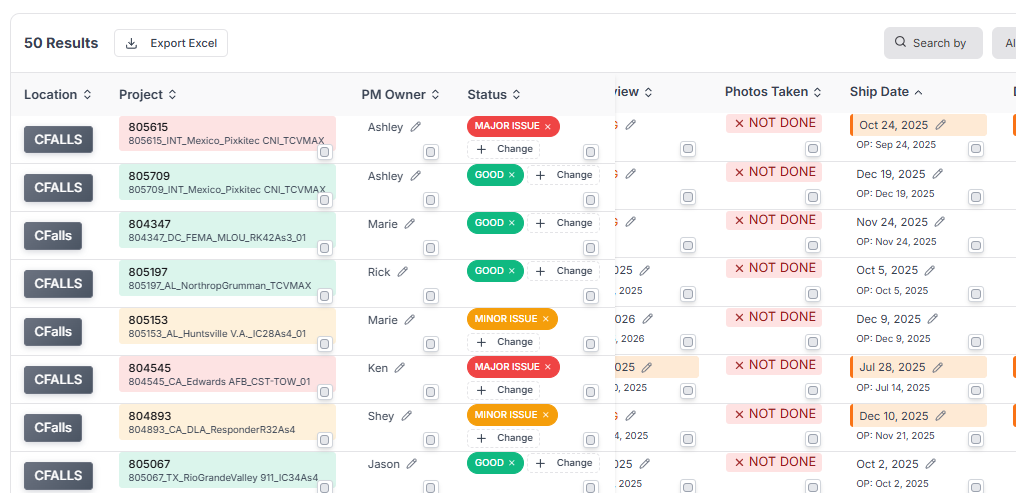 50 Results
Export Excel
Search by
Al
Location
Project
PM Owner
Status
view
Photos Taken
Ship Date
CFALLS
805615
805615_INT_Mexico_Pixkitec CNI_TCVMAX
Ashley
MAJOR ISSUE ×
+ Change
G
× NOT DONE
Oct 24, 2025
OP: Sep 24, 2025
CFALLS
805709
805709_INT_Mexico_Pixkitec CNI_TCVMAX
Ashley
GOOD ×
+ Change
G
× NOT DONE
Dec 19, 2025
OP: Dec 19, 2025
CFalls
804347
804347_DC_FEMA_MLOU_RK42As3_01
Marie
GOOD ×
+ Change
G
× NOT DONE
Nov 24, 2025
OP: Nov 24, 2025
CFALLS
805197
805197_AL_NorthropGrumman_TCVMAX
Rick
GOOD ×
+ Change
025
× NOT DONE
Oct 5, 2025
OP: Oct 5, 2025
CFalls
805153
805153_AL_Huntsville V.A._IC28As4_01
Marie
MINOR ISSUE ×
+ Change
026
, 2026
× NOT DONE
Dec 9, 2025
OP: Dec 9, 2025
CFALLS
804545
804545_CA_Edwards AFB_CST-TOW_01
Ken
MAJOR ISSUE ×
+ Change
025
0, 2025
× NOT DONE
Jul 28, 2025
OP: Jul 14, 2025
CFalls
804893
804893_CA_DLA_ResponderR32As4
Shey
MINOR ISSUE ×
+ Change
G
4, 2025
× NOT DONE
Dec 10, 2025
OP: Nov 21, 2025
CFALLS
805067
805067_TX_RioGrandeValley 911_IC34As4
Jason
GOOD ×
+ Change
025
, 2025
× NOT DONE
Oct 2, 2025
OP: Oct 2, 2025